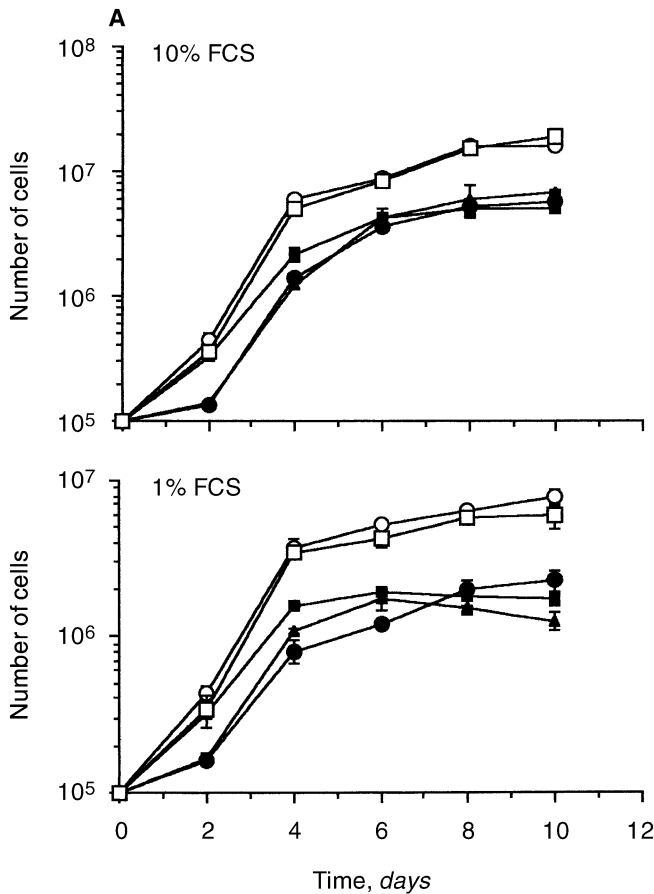 A
10% FCS
10⁸
10⁷
10⁶
10⁵
Number of cells
1% FCS
10⁷
10⁶
10⁵
Number of cells
0 2 4 6 8 10 12
Time, days